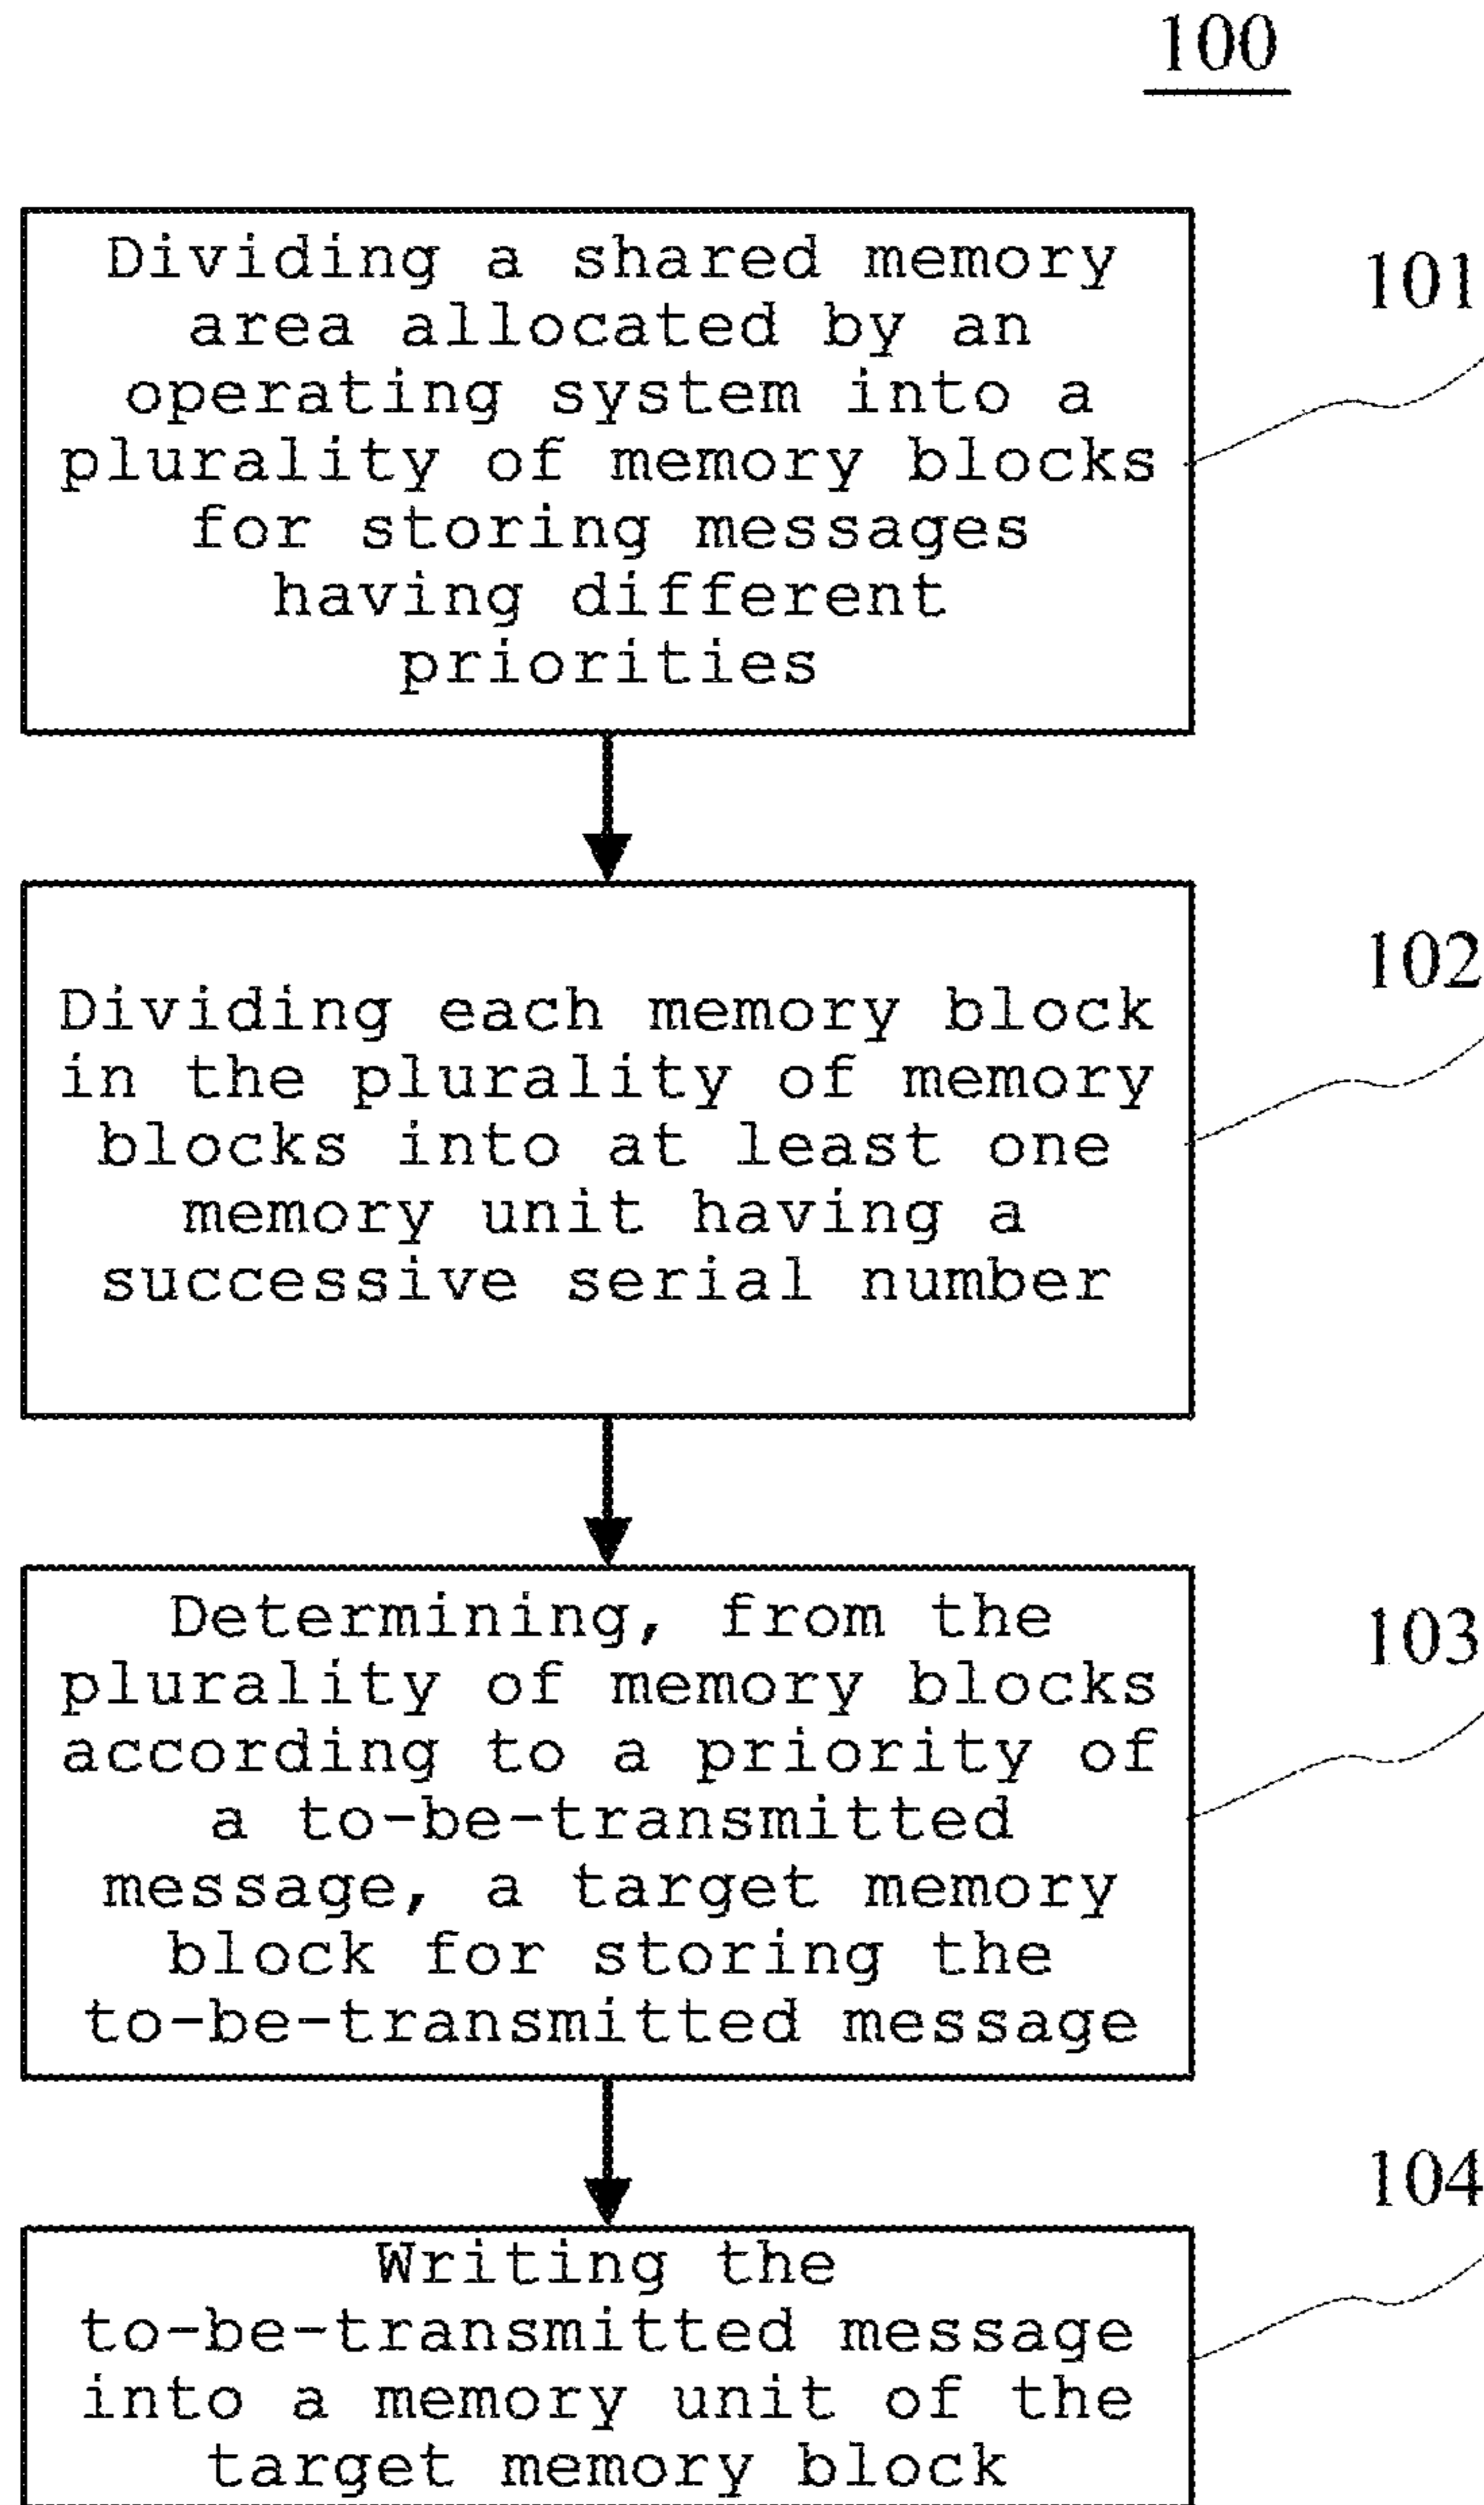 100
Dividing a shared memory
area allocated by an
operating system into a
plurality of memory blocks
for storing messages
having different
priorities
101
Dividing each memory block
in the plurality of memory
blocks into at least one
memory unit having a
successive serial number
102
Determining, from the
plurality of memory blocks
according to a priority of
a to-be-transmitted
message, a target memory
block for storing the
to-be-transmitted message
103
Writing the
to-be-transmitted message
into a memory unit of the
target memory block
104